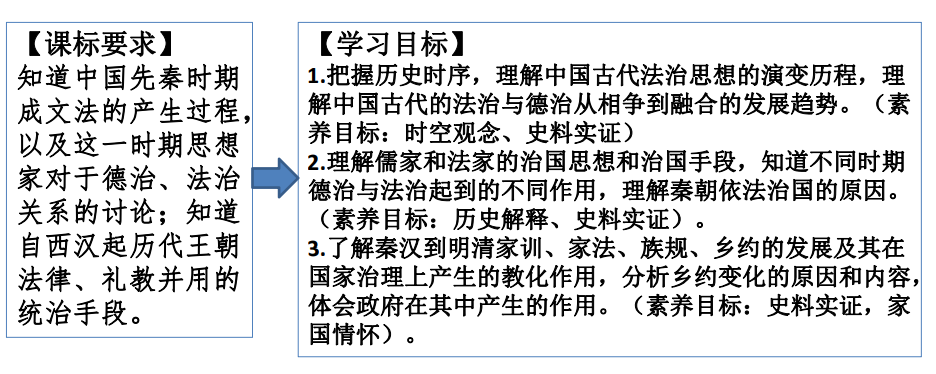 【课标要求】
知道中国先秦时期
成文法的产生过程，
以及这一时期思想
家对于德治、法治
关系的讨论；知道
自西汉起历代王朝
法律、礼教并用的
统治手段。
【学习目标】
1.把握历史时序，理解中国古代法治思想的演变历程，理
解中国古代的法治与德治从相争到融合的发展趋势。（素
养目标：时空观念、史料实证）
2.理解儒家和法家的治国思想和治国手段，知道不同时期
德治与法治起到的不同作用，理解秦朝依法治国的原因。
（素养目标：历史解释、史料实证）。
3.了解秦汉到明清家训、家法、族规、乡约的发展及其在
国家治理上产生的教化作用，分析乡约变化的原因和内容，
体会政府在其中产生的作用。（素养目标：史料实证，家
国情怀）。